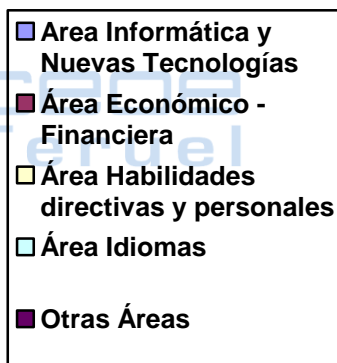 Area Informática y
Nuevas Tecnologías
Área Económico -
Financiera
Área Habilidades
directivas y personales
Área Idiomas
Otras Áreas